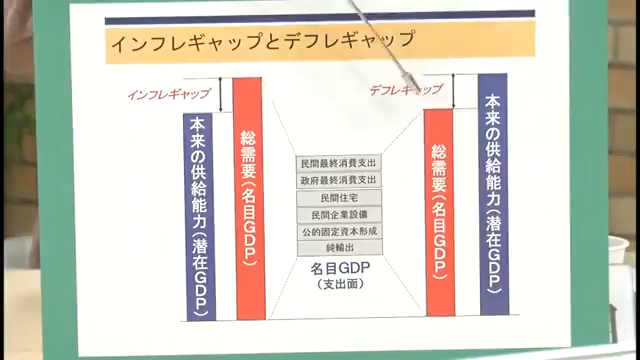 インフレギャップとデフレギャップ
インフレギャップ
本来の供給能力(潜在GDP)
総需要(名目GDP)
民間最終消費支出
政府最終消費支出
民間住宅
民間企業設備
公的固定資本形成
純輸出
名目GDP
(支出面)
デフレギャップ
総需要(名目GDP)
本来の供給能力(潜在GDP)